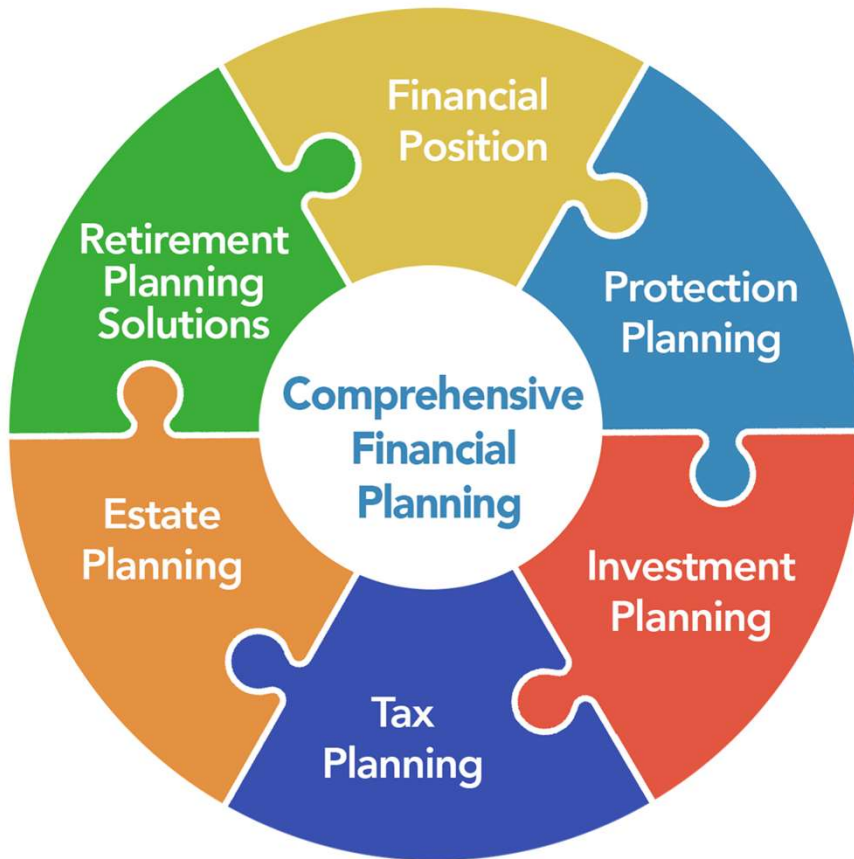 Financial
Position
Protection
Planning
Investment
Planning
Tax
Planning
Estate
Planning
Retirement
Planning
Solutions
Comprehensive
Financial
Planning